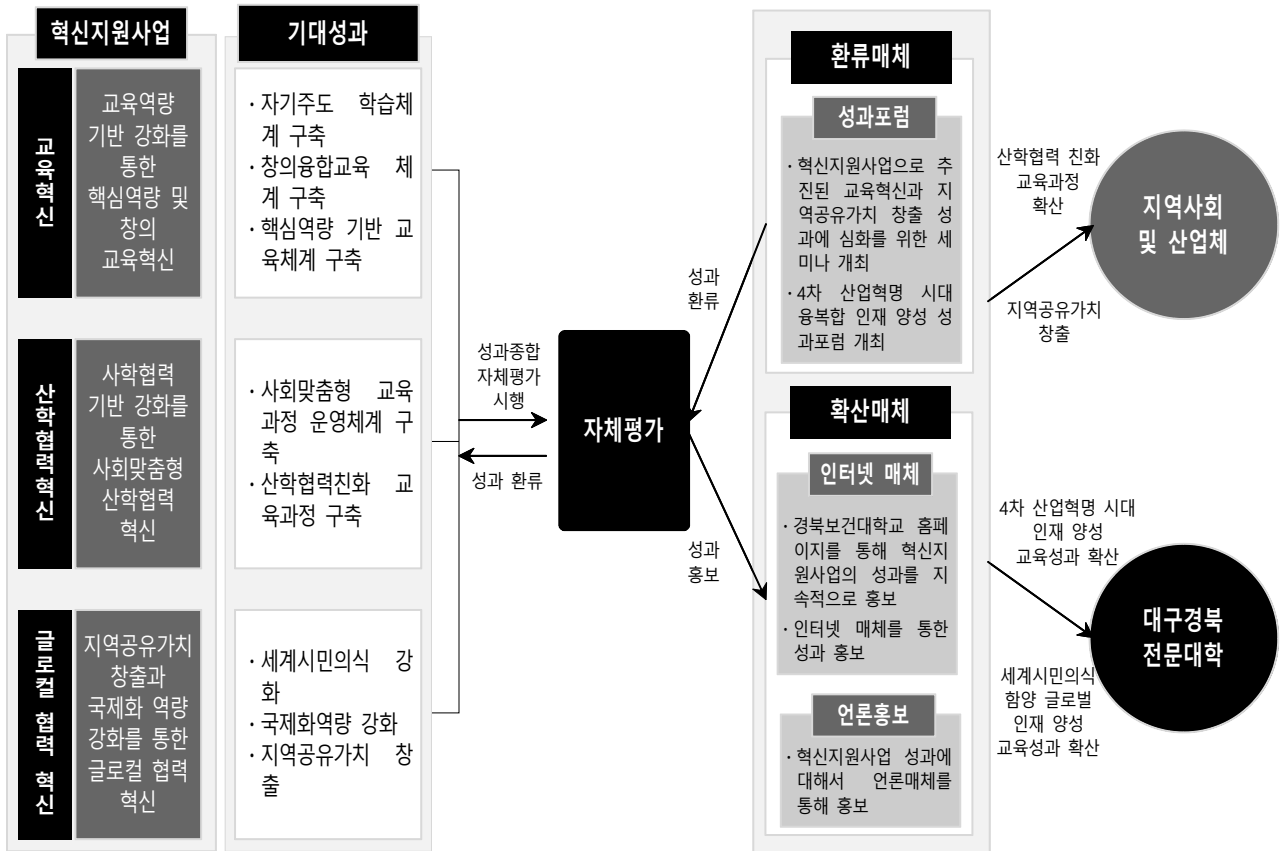 혁신지원사업
교육혁신
교육역량
기반 강화를
통한
핵심역량 및
창의
교육혁신
산학협력혁신
사학협력
기반 강화를
통한
사회맞춤형
산학협력
혁신
글로컬 협력 혁신
지역공유가치
창출과
국제화 역량
강화를 통한
글로컬 협력
혁신
기대성과
· 자기주도 학습체
계 구축
· 창의융합교육 체
계 구축
· 핵심역량 기반 교
육체계 구축
· 사회맞춤형 교육
과정 운영체계 구
축
· 산학협력친화 교
육과정 구축
· 세계시민의식 강
화
· 국제화역량 강화
· 지역공유가치 창
출
성과종합
자체평가
시행
성과 환류
자체평가
성과
환류
성과
홍보
환류매체
성과포럼
· 혁신지원사업으로 추
진된 교육혁신과 지
역공유가치 창출 성
과에 심화를 위한 세
미나 개최
· 4차 산업혁명 시대
융복합 인재 양성 성
과포럼 개최
확산매체
인터넷 매체
· 경북보건대학교 홈페
이지를 통해 혁신지
원사업의 성과를 지
속적으로 홍보
· 인터넷 매체를 통한
성과 홍보
언론홍보
· 혁신지원사업 성과에
대해서 언론매체를
통해 홍보
산학협력 친화
교육과정
확산
지역공유가치
창출
지역사회
및 산업체
4차 산업혁명 시대
인재 양성
교육성과 확산
세계시민의식
함양 글로벌
인재 양성
교육성과 확산
대구경북
전문대학